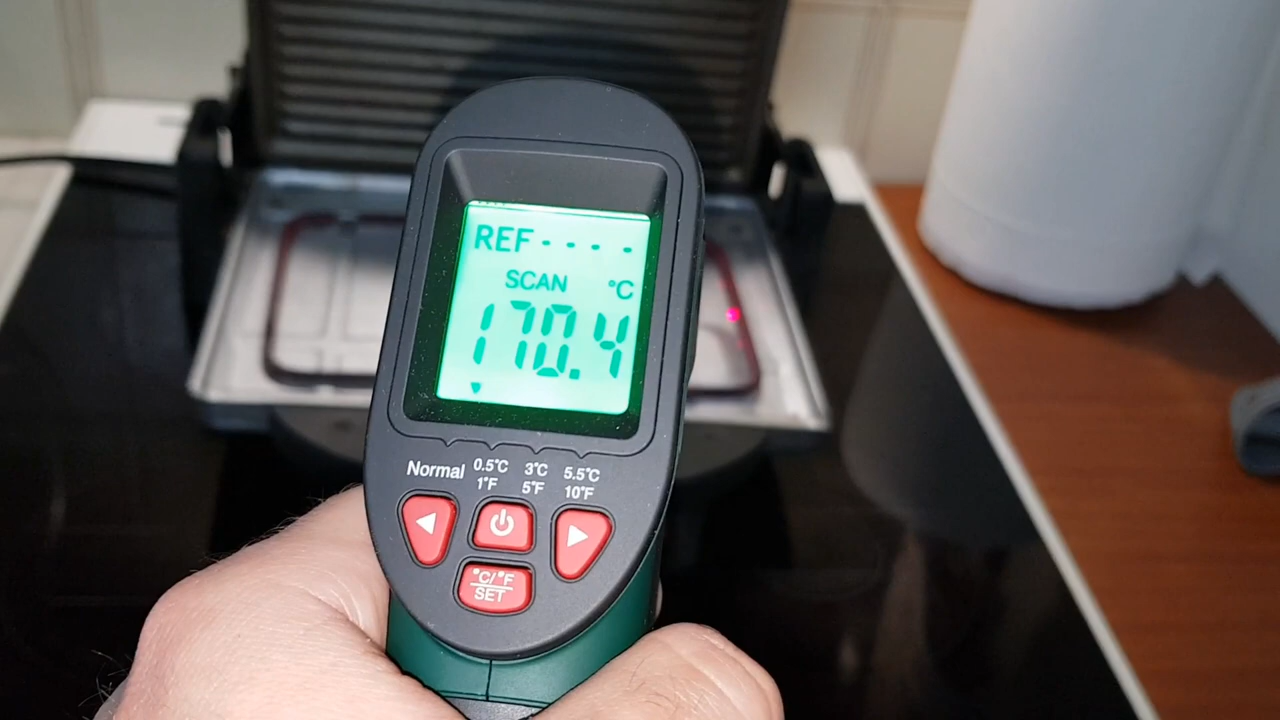 REF - - - -
SCAN °C
170.4
Normal 0.5°C 3°C 5.5°C
1°F 5°F 10°F
°C/°F
SET